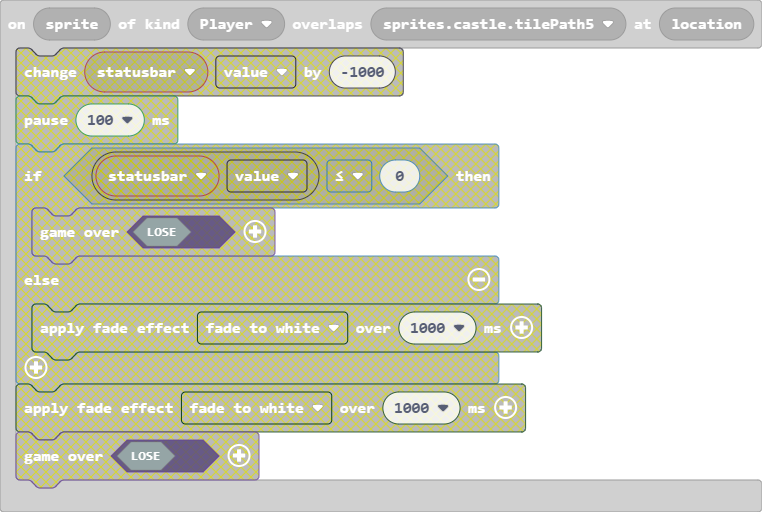 on sprite of kind Player overlaps sprites.castle.tilePath5 at location
change statusbar value by -1000
pause 100 ms
if statusbar value ≤ 0 then
game over LOSE
else
apply fade effect fade to white over 1000 ms
apply fade effect fade to white over 1000 ms
game over LOSE